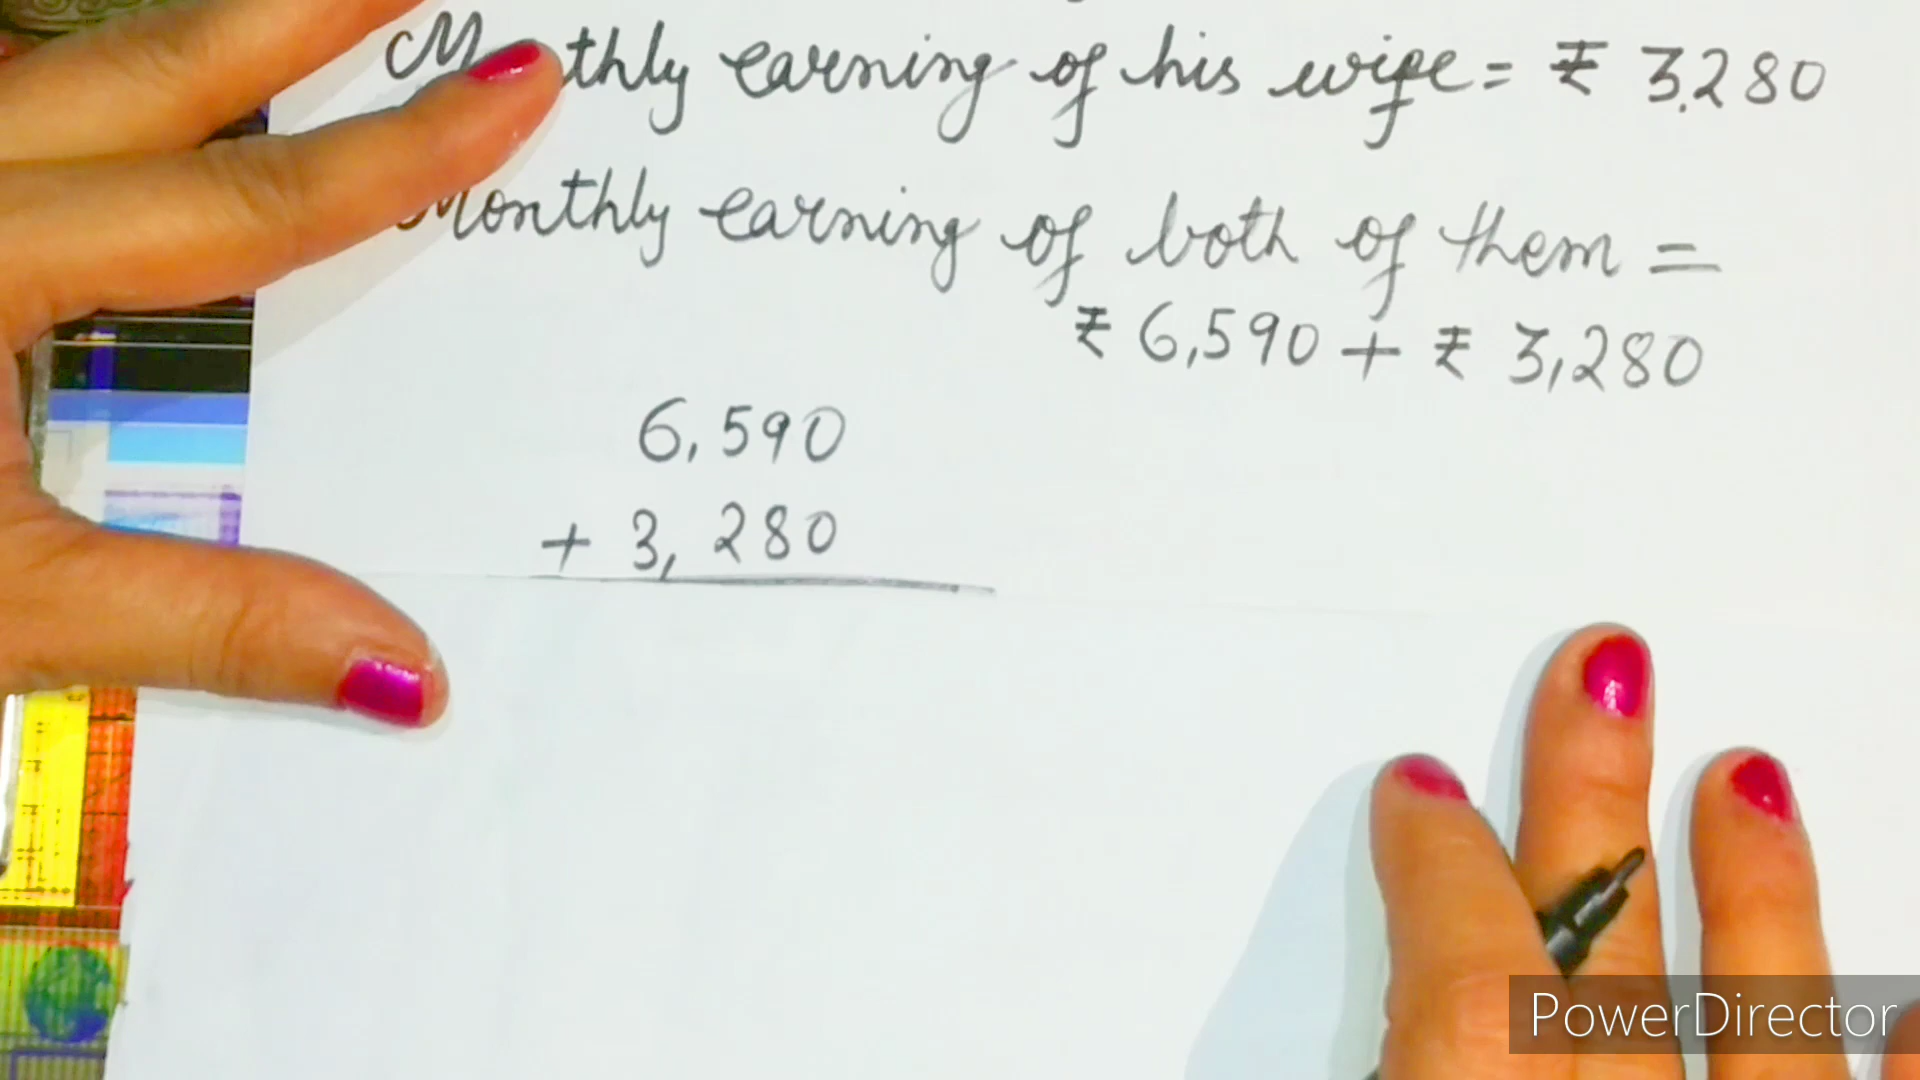 thly earning of his wife = ₹ 3,280
Monthly earning of both of them =
₹ 6,590 + ₹ 3,280
6,590
+ 3,280
PowerDirector